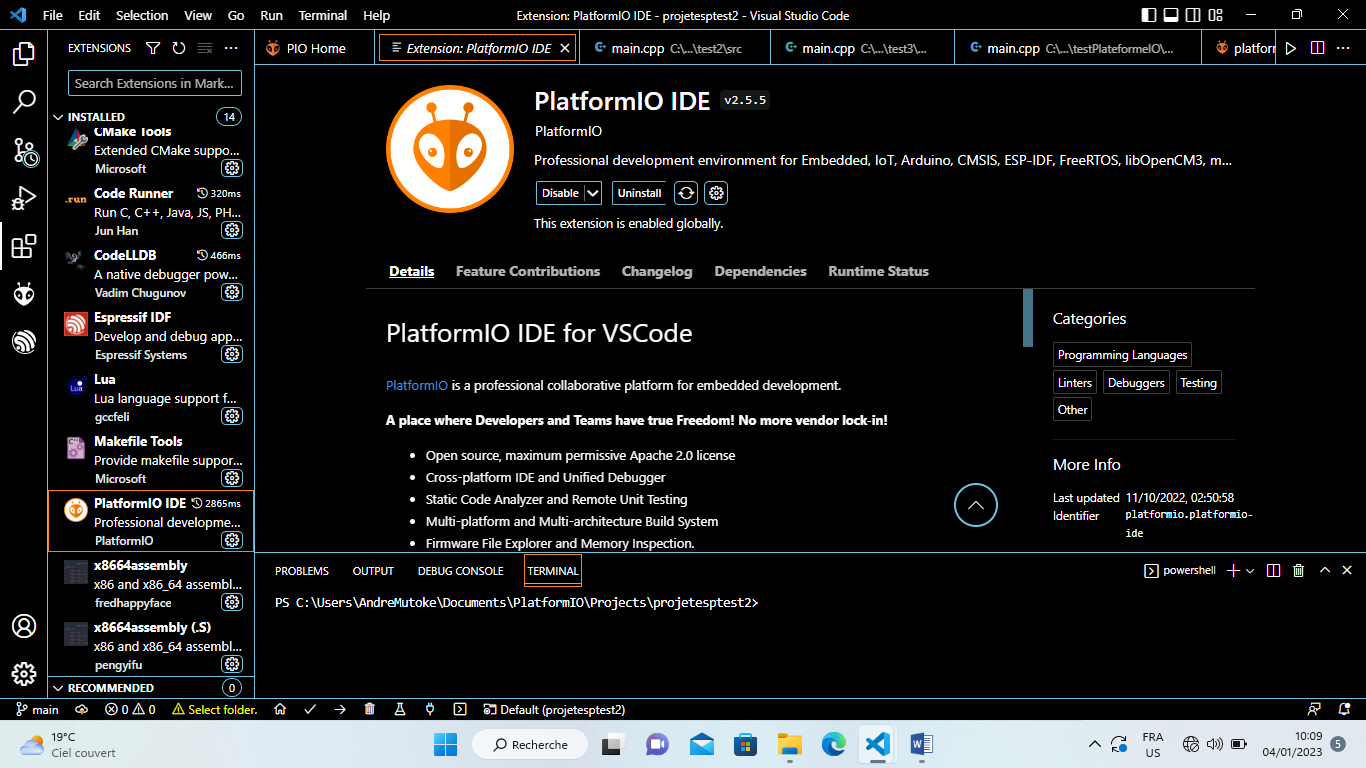 File Edit Selection View Go Run Terminal Help
Extension: PlatformIO IDE - projetesptest2 - Visual Studio Code
EXTENSIONS
PIO Home
Extension: PlatformIO IDE
main.cpp C:\...\test2\src
main.cpp C:\...\test3\...
main.cpp C:\...\testPlateformeIO\...
platfor
Search Extensions in Mark...
INSTALLED 14
CMake Tools
Extended CMake suppo...
Microsoft
Code Runner 320ms
.run
Run C, C++, Java, JS, PH...
Jun Han
CodeLLDB 466ms
A native debugger pow...
Vadim Chugunov
Espressif IDF
Develop and debug app...
Espressif Systems
Lua
Lua
Lua language support f...
gccfeli
Makefile Tools
Provide makefile suppor...
Microsoft
PlatformIO IDE 2865ms
Professional developme...
PlatformIO
x8664assembly
x86 and x86_64 assembl...
fredhappyface
x8664assembly (.S)
x86 and x86_64 assembl...
pengyifu
RECOMMENDED 0
PlatformIO IDE v2.5.5
PlatformIO
Professional development environment for Embedded, IoT, Arduino, CMSIS, ESP-IDF, FreeRTOS, libOpenCM3, m...
Disable Uninstall
This extension is enabled globally.
Details Feature Contributions Changelog Dependencies Runtime Status
PlatformIO IDE for VSCode
PlatformIO is a professional collaborative platform for embedded development.
A place where Developers and Teams have true Freedom! No more vendor lock-in!
• Open source, maximum permissive Apache 2.0 license
• Cross-platform IDE and Unified Debugger
• Static Code Analyzer and Remote Unit Testing
• Multi-platform and Multi-architecture Build System
• Firmware File Explorer and Memory Inspection.
Categories
Programming Languages
Linters Debuggers Testing
Other
More Info
Last updated 11/10/2022, 02:50:58
Identifier platformio.platformio-
ide
PROBLEMS OUTPUT DEBUG CONSOLE TERMINAL
powershell
PS C:\Users\AndreMutoke\Documents\PlatformIO\Projects\projetesptest2>
main 0 0 Select folder. Default (projetesptest2)
19°C
Ciel couvert
Recherche
FRA
US
10:09
04/01/2023
5